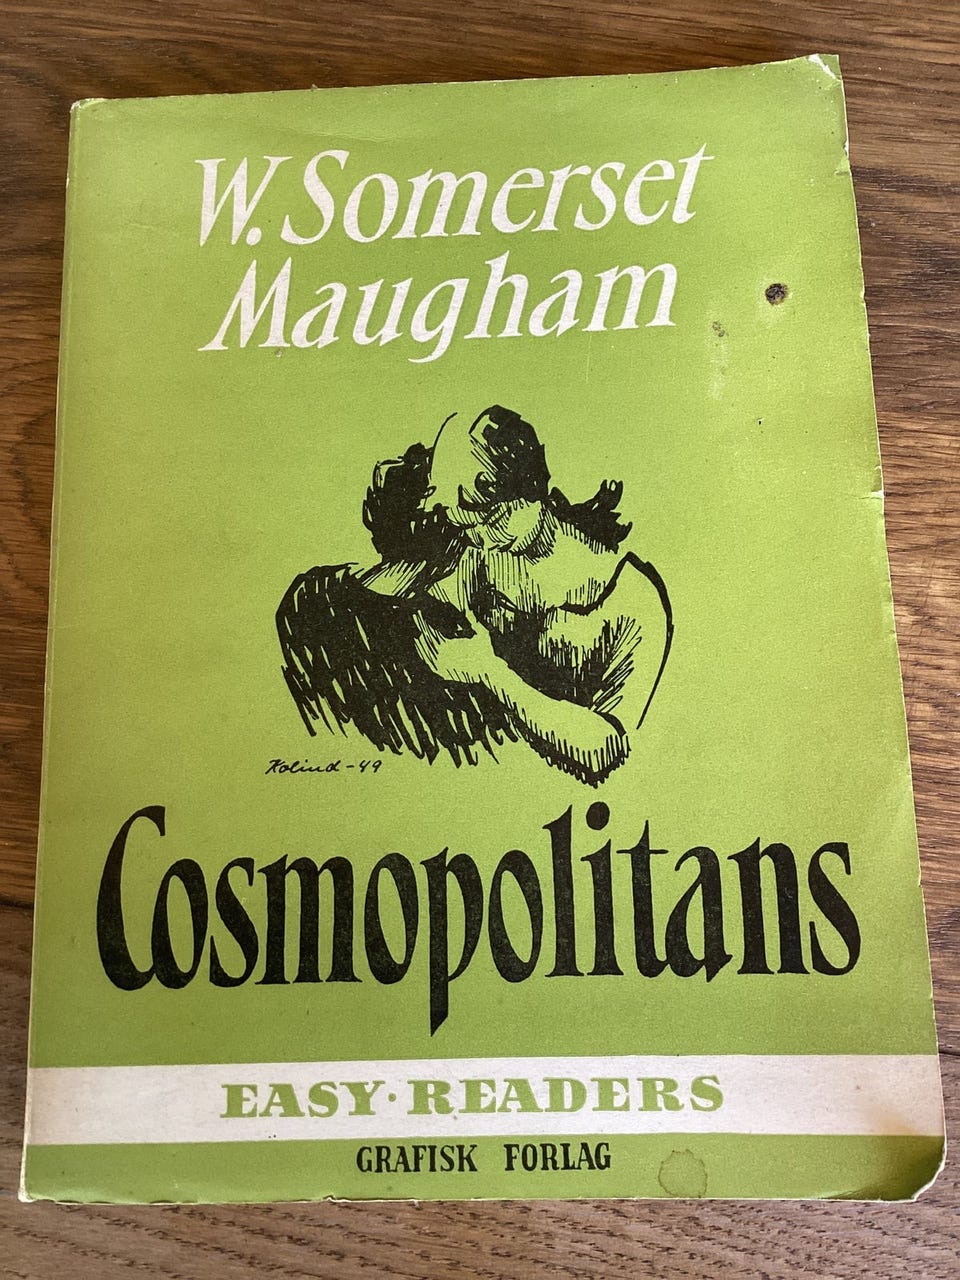 W. Somerset
Maugham
Kolind-49
Cosmopolitans
EASY·READERS
GRAFISK FORLAG